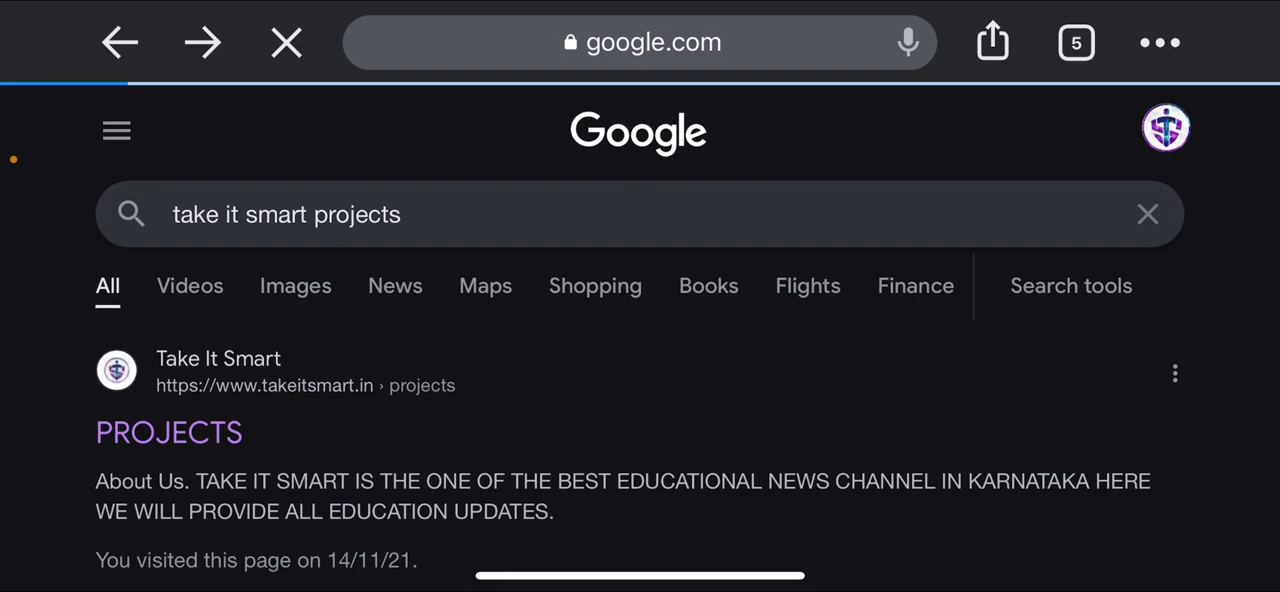 google.com
5
Google
take it smart projects
All Videos Images News Maps Shopping Books Flights Finance Search tools
Take It Smart
https://www.takeitsmart.in › projects
PROJECTS
About Us. TAKE IT SMART IS THE ONE OF THE BEST EDUCATIONAL NEWS CHANNEL IN KARNATAKA HERE
WE WILL PROVIDE ALL EDUCATION UPDATES.
You visited this page on 14/11/21.